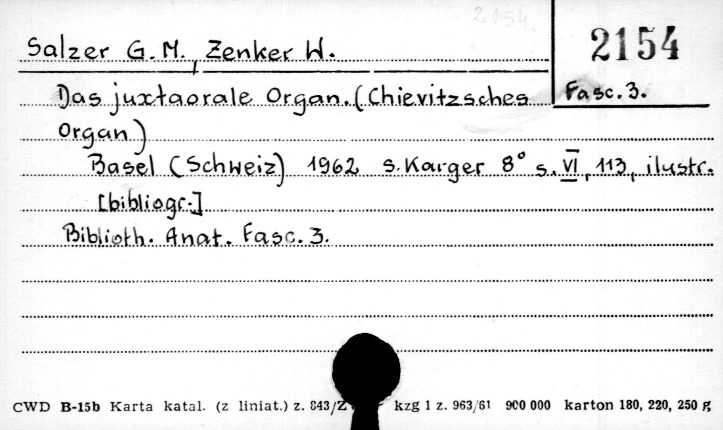 2154.
2154
Salzer G.M., Zenker W.
Fasc. 3.
Das juxtaorale Organ. (Chievitzsches
Organ)
Basel (Schweiz) 1962 S. Karger 8° s. VI, 113, ilustr.
[bibliogr.]
Biblioth. Anat. Fasc. 3.
CWD B-15b Karta katal. (z liniat.) z. 843/Z kzg 1 z. 963/61 900 000 karton 180, 220, 250 g